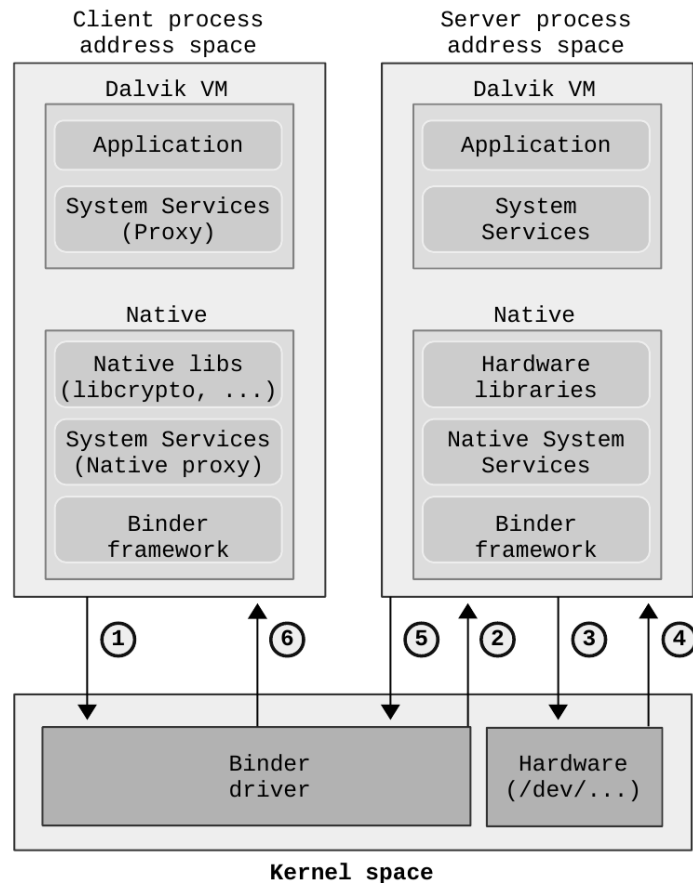 Client process
address space
Server process
address space
Dalvik VM
Application
System Services
(Proxy)
Native
Native libs
(libcrypto, ...)
System Services
(Native proxy)
Binder
framework
Dalvik VM
Application
System
Services
Native
Hardware
libraries
Native System
Services
Binder
framework
1
6
5
2
3
4
Binder
driver
Hardware
(/dev/...)
Kernel space